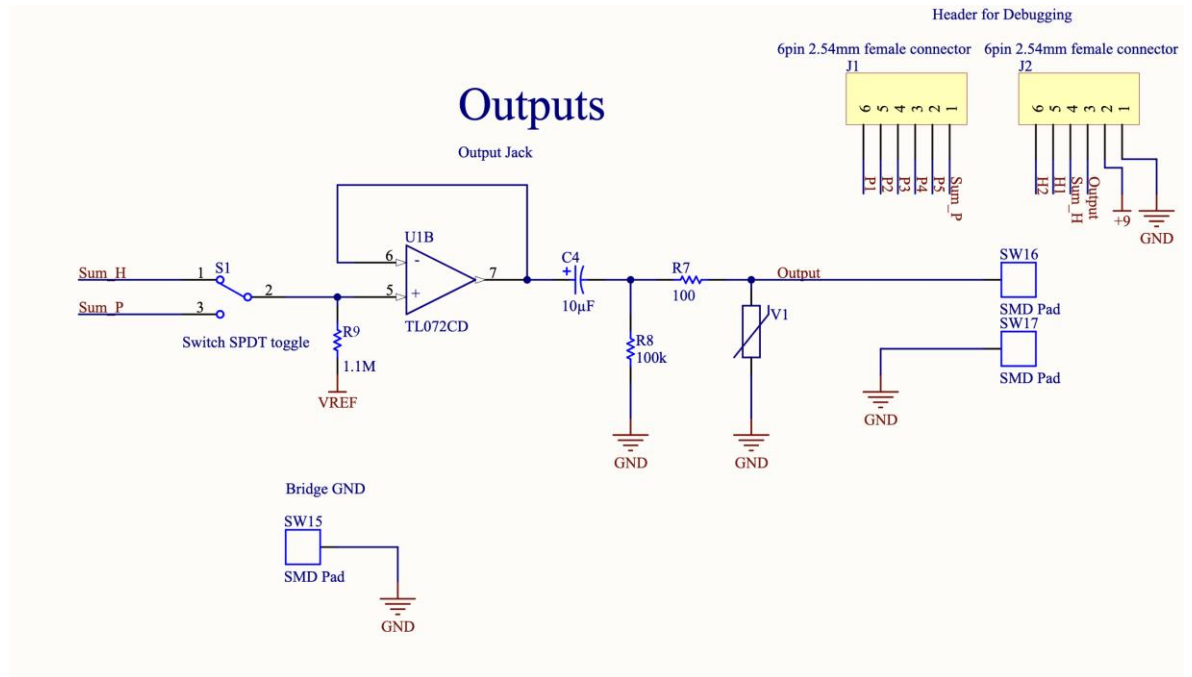 Header for Debugging
6pin 2.54mm female connector
6pin 2.54mm female connector
J1
J2
6 5 4 3 2 1
6 5 4 3 2 1
P1
P2
P3
P4
P5
Sum_P
H2
H1
Sum_H
Output
+9
GND
Outputs
Output Jack
U1B
6
-
5
+
7
TL072CD
Sum_H
1
S1
2
Sum_P
3
Switch SPDT toggle
R9
1.1M
VREF
C4
+
10µF
R8
100k
GND
R7
100
Output
V1
GND
SW16
SMD Pad
SW17
SMD Pad
GND
Bridge GND
SW15
SMD Pad
GND